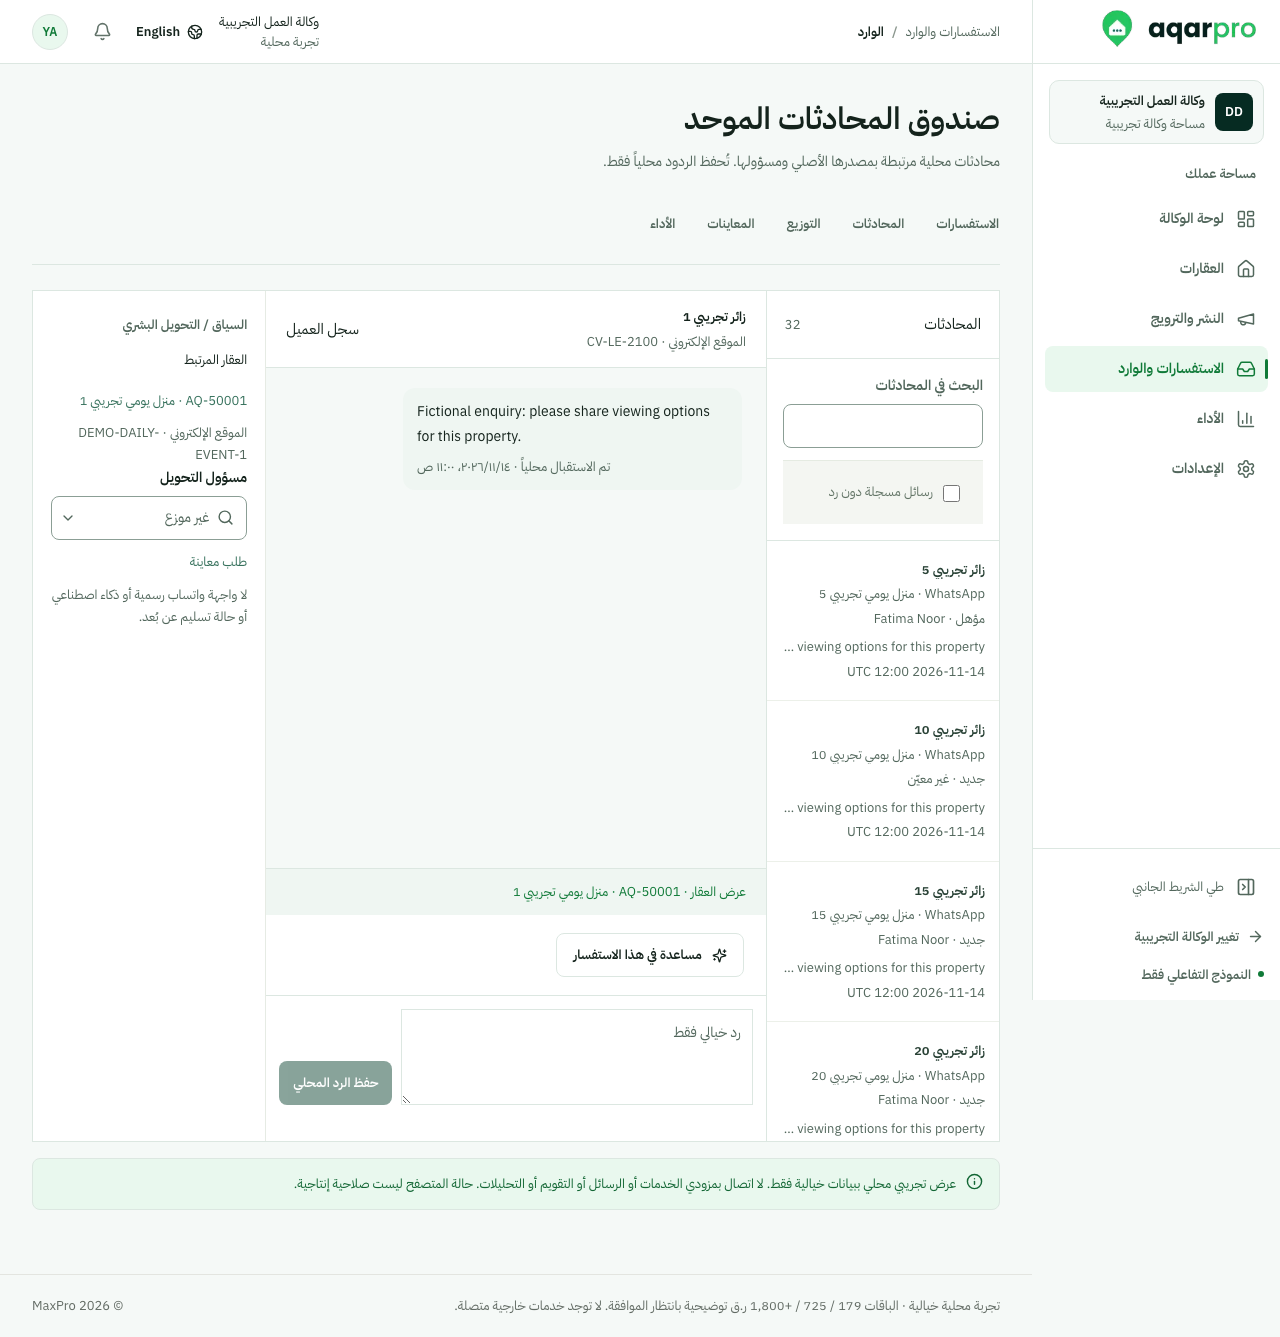 aqarpro
الاستفسارات والوارد / الوارد
وكالة العمل التجريبية
تجربة محلية
English
YA
DD
وكالة العمل التجريبية
مساحة وكالة تجريبية
مساحة عملك
لوحة الوكالة
العقارات
النشر والترويج
الاستفسارات والوارد
الأداء
الإعدادات
طي الشريط الجانبي
تغيير الوكالة التجريبية
النموذج التفاعلي فقط
صندوق المحادثات الموحد
محادثات محلية مرتبطة بمصدرها الأصلي ومسؤولها. تُحفظ الردود محلياً فقط.
الاستفسارات
المحادثات
التوزيع
المعاينات
الأداء
المحادثات
32
البحث في المحادثات
رسائل مسجلة دون رد
زائر تجريبي 5
WhatsApp · منزل يومي تجريبي 5
مؤهل · Fatima Noor
... viewing options for this property
UTC 12:00 2026-11-14
زائر تجريبي 10
WhatsApp · منزل يومي تجريبي 10
جديد · غير معيّن
... viewing options for this property
UTC 12:00 2026-11-14
زائر تجريبي 15
WhatsApp · منزل يومي تجريبي 15
جديد · Fatima Noor
... viewing options for this property
UTC 12:00 2026-11-14
زائر تجريبي 20
WhatsApp · منزل يومي تجريبي 20
جديد · Fatima Noor
... viewing options for this property
زائر تجريبي 1
الموقع الإلكتروني · CV-LE-2100
سجل العميل
Fictional enquiry: please share viewing options
for this property.
تم الاستقبال محلياً · ١٤‏/١١‏/٢٠٢٦، ١١:٠٠ ص
عرض العقار · AQ-50001 · منزل يومي تجريبي 1
مساعدة في هذا الاستفسار
رد خيالي فقط
حفظ الرد المحلي
السياق / التحويل البشري
العقار المرتبط
AQ-50001 · منزل يومي تجريبي 1
الموقع الإلكتروني · DEMO-DAILY-
EVENT-1
مسؤول التحويل
غير موزع
طلب معاينة
لا واجهة واتساب رسمية أو ذكاء اصطناعي
أو حالة تسليم عن بُعد.
عرض تجريبي محلي ببيانات خيالية فقط. لا اتصال بمزودي الخدمات أو الرسائل أو التقويم أو التحليلات. حالة المتصفح ليست صلاحية إنتاجية.
تجربة محلية خيالية · الباقات 179 / 725 / +1,800 ر.ق توضيحية بانتظار الموافقة. لا توجد خدمات خارجية متصلة.
© 2026 MaxPro